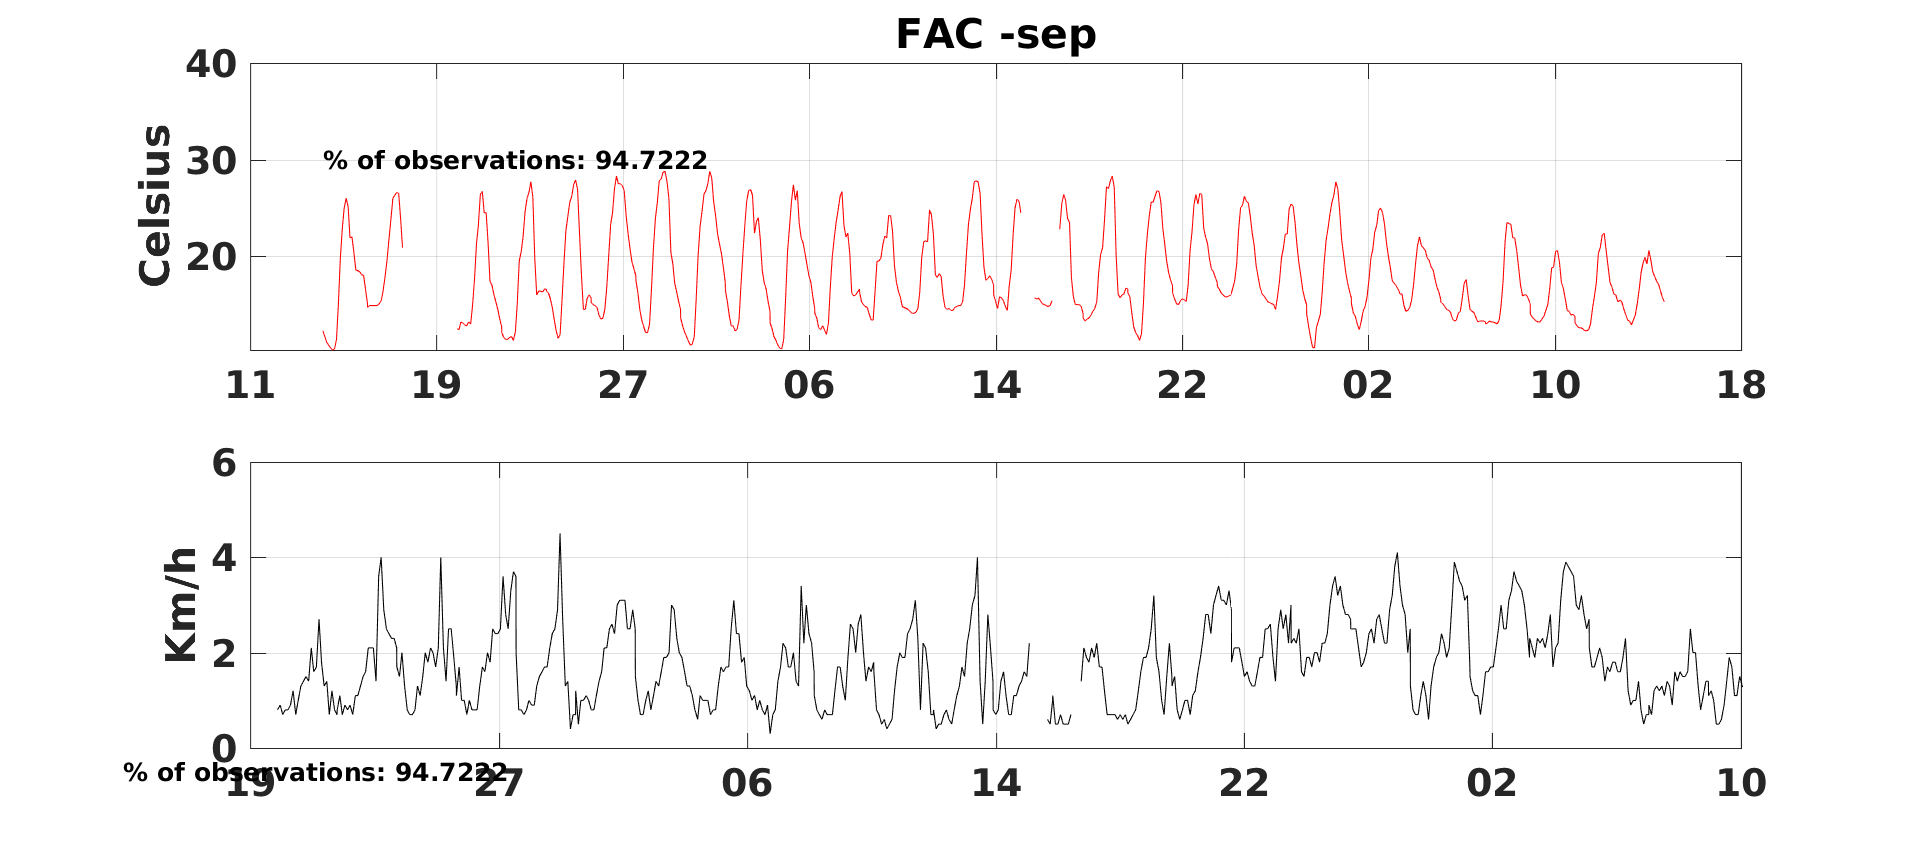 FAC -sep
40
30
20
Celsius
% of observations: 94.7222
11 19 27 06 14 22 02 10 18
6
4
2
0
Km/h
% of observations: 94.7222
19 27 06 14 22 02 10